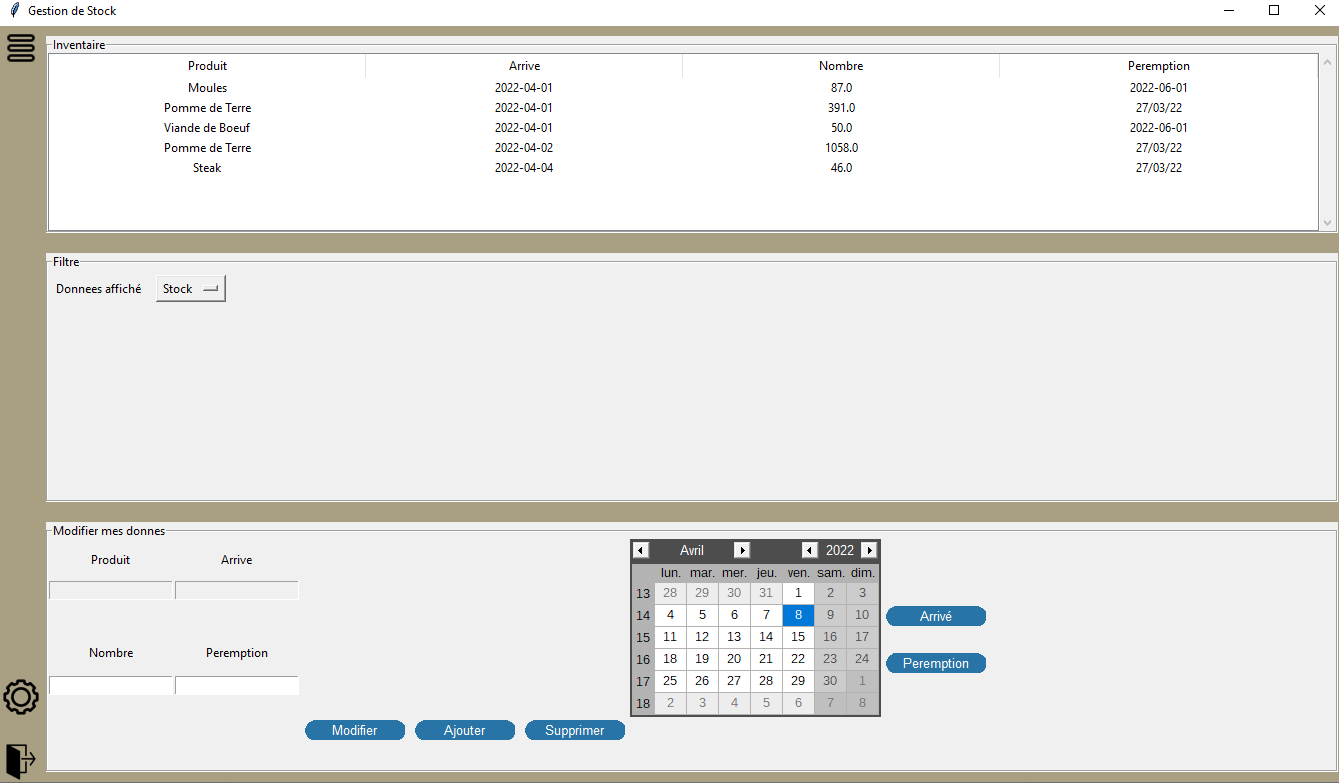 Gestion de Stock
Inventaire
Produit Arrive Nombre Peremption
Moules 2022-04-01 87.0 2022-06-01
Pomme de Terre 2022-04-01 391.0 27/03/22
Viande de Boeuf 2022-04-01 50.0 2022-06-01
Pomme de Terre 2022-04-02 1058.0 27/03/22
Steak 2022-04-04 46.0 27/03/22
Filtre
Donnees affiché Stock
Modifier mes donnes
Produit Arrive
Nombre Peremption
Modifier Ajouter Supprimer
Avril 2022
lun. mar. mer. jeu. ven. sam. dim.
13 28 29 30 31 1 2 3
14 4 5 6 7 8 9 10
15 11 12 13 14 15 16 17
16 18 19 20 21 22 23 24
17 25 26 27 28 29 30 1
18 2 3 4 5 6 7 8
Arrivé
Peremption